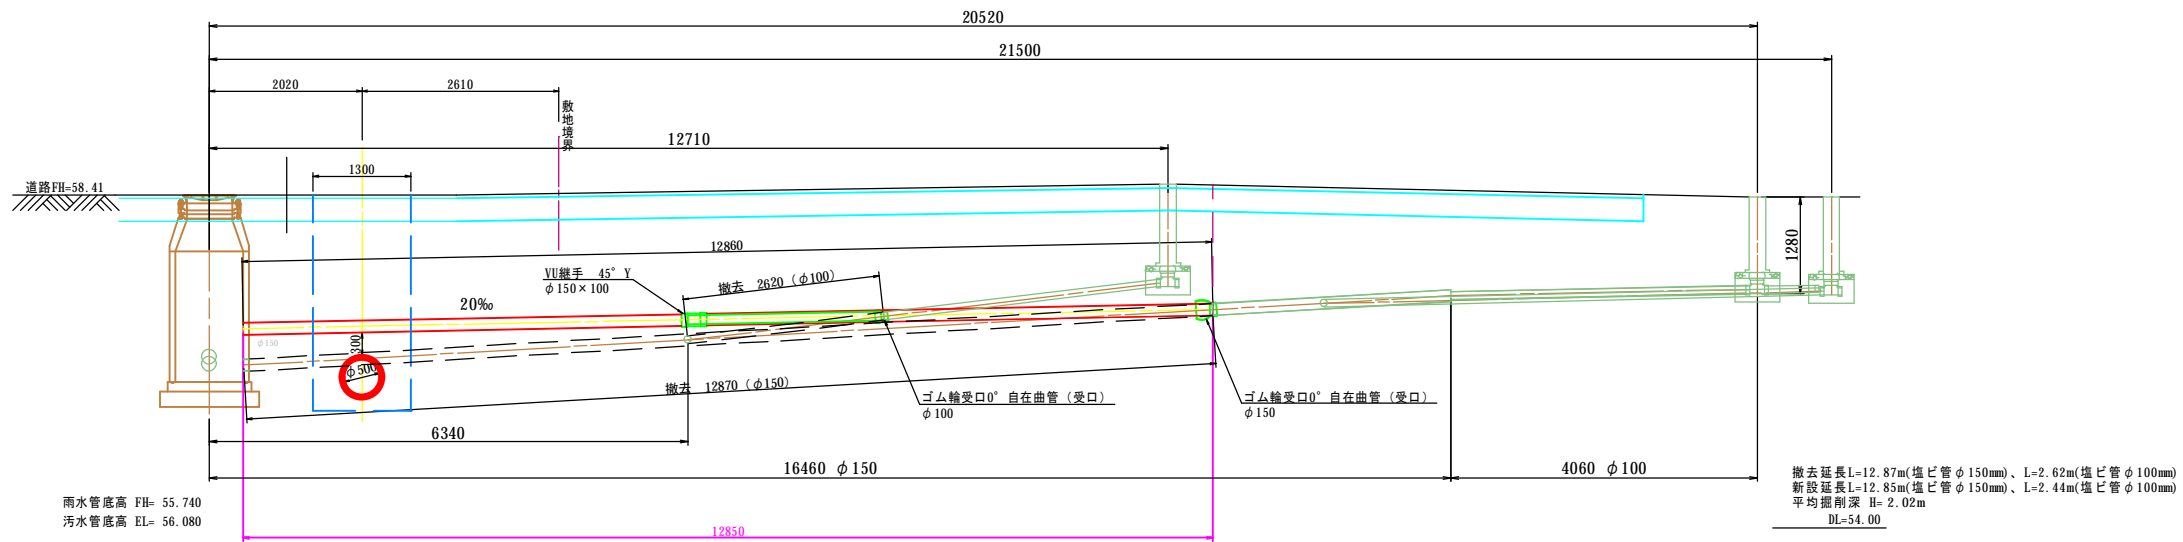 20520
21500
2020
2610
敷地境界
12710
1300
道路FH=58.41
12860
1280
VU継手 45°Y
φ150×100
撤去 2620（φ100）
20‰
φ150
300
φ500
撤去 12870（φ150）
ゴム輪受口0°自在曲管（受口）
φ100
ゴム輪受口0°自在曲管（受口）
φ150
6340
16460 φ150
4060 φ100
撤去延長L=12.87m(塩ビ管φ150mm)、L=2.62m(塩ビ管φ100mm)
新設延長L=12.85m(塩ビ管φ150mm)、L=2.44m(塩ビ管φ100mm)
平均掘削深 H= 2.02m
DL=54.00
雨水管底高 FH= 55.740
汚水管底高 EL= 56.080
12850